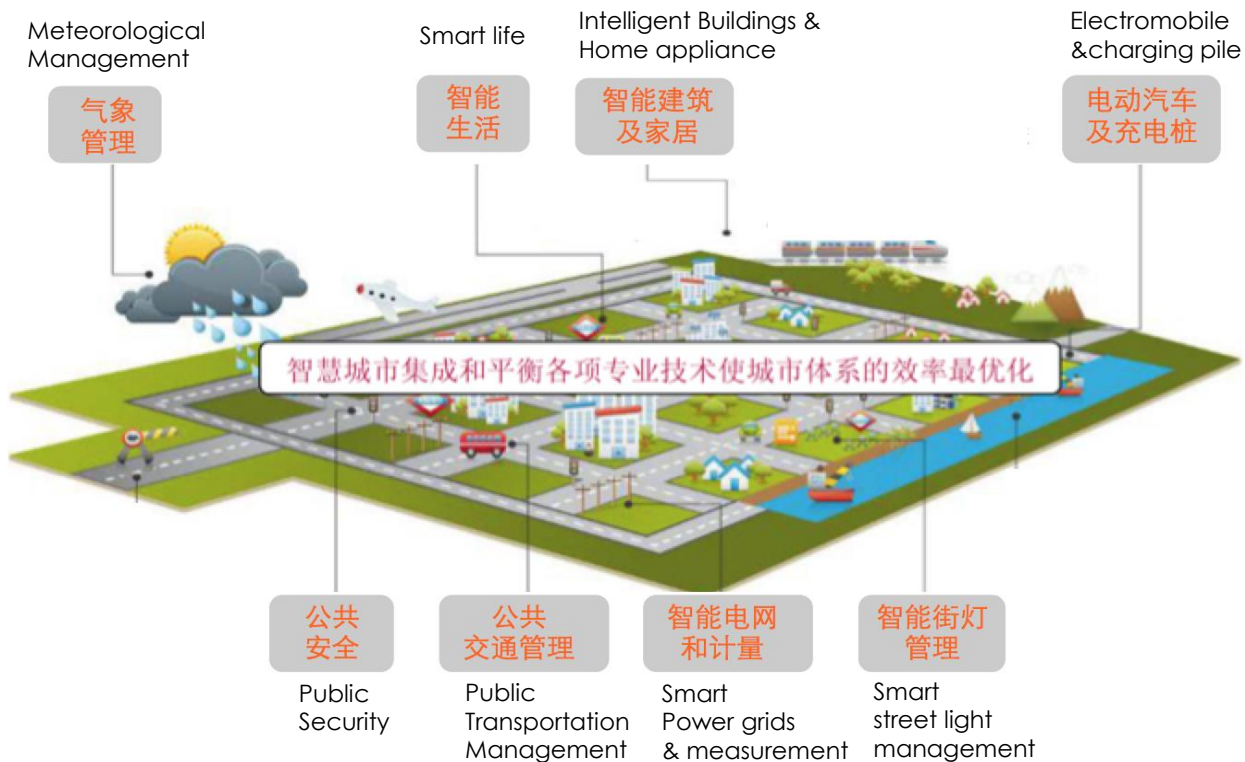 Meteorological
Management
气象
管理
Smart life
智能
生活
Intelligent Buildings &
Home appliance
智能建筑
及家居
Electromobile
&charging pile
电动汽车
及充电桩
智慧城市集成和平衡各项专业技术使城市体系的效率最优化
公共
安全
Public
Security
公共
交通管理
Public
Transportation
Management
智能电网
和计量
Smart
Power grids
& measurement
智能街灯
管理
Smart
street light
management